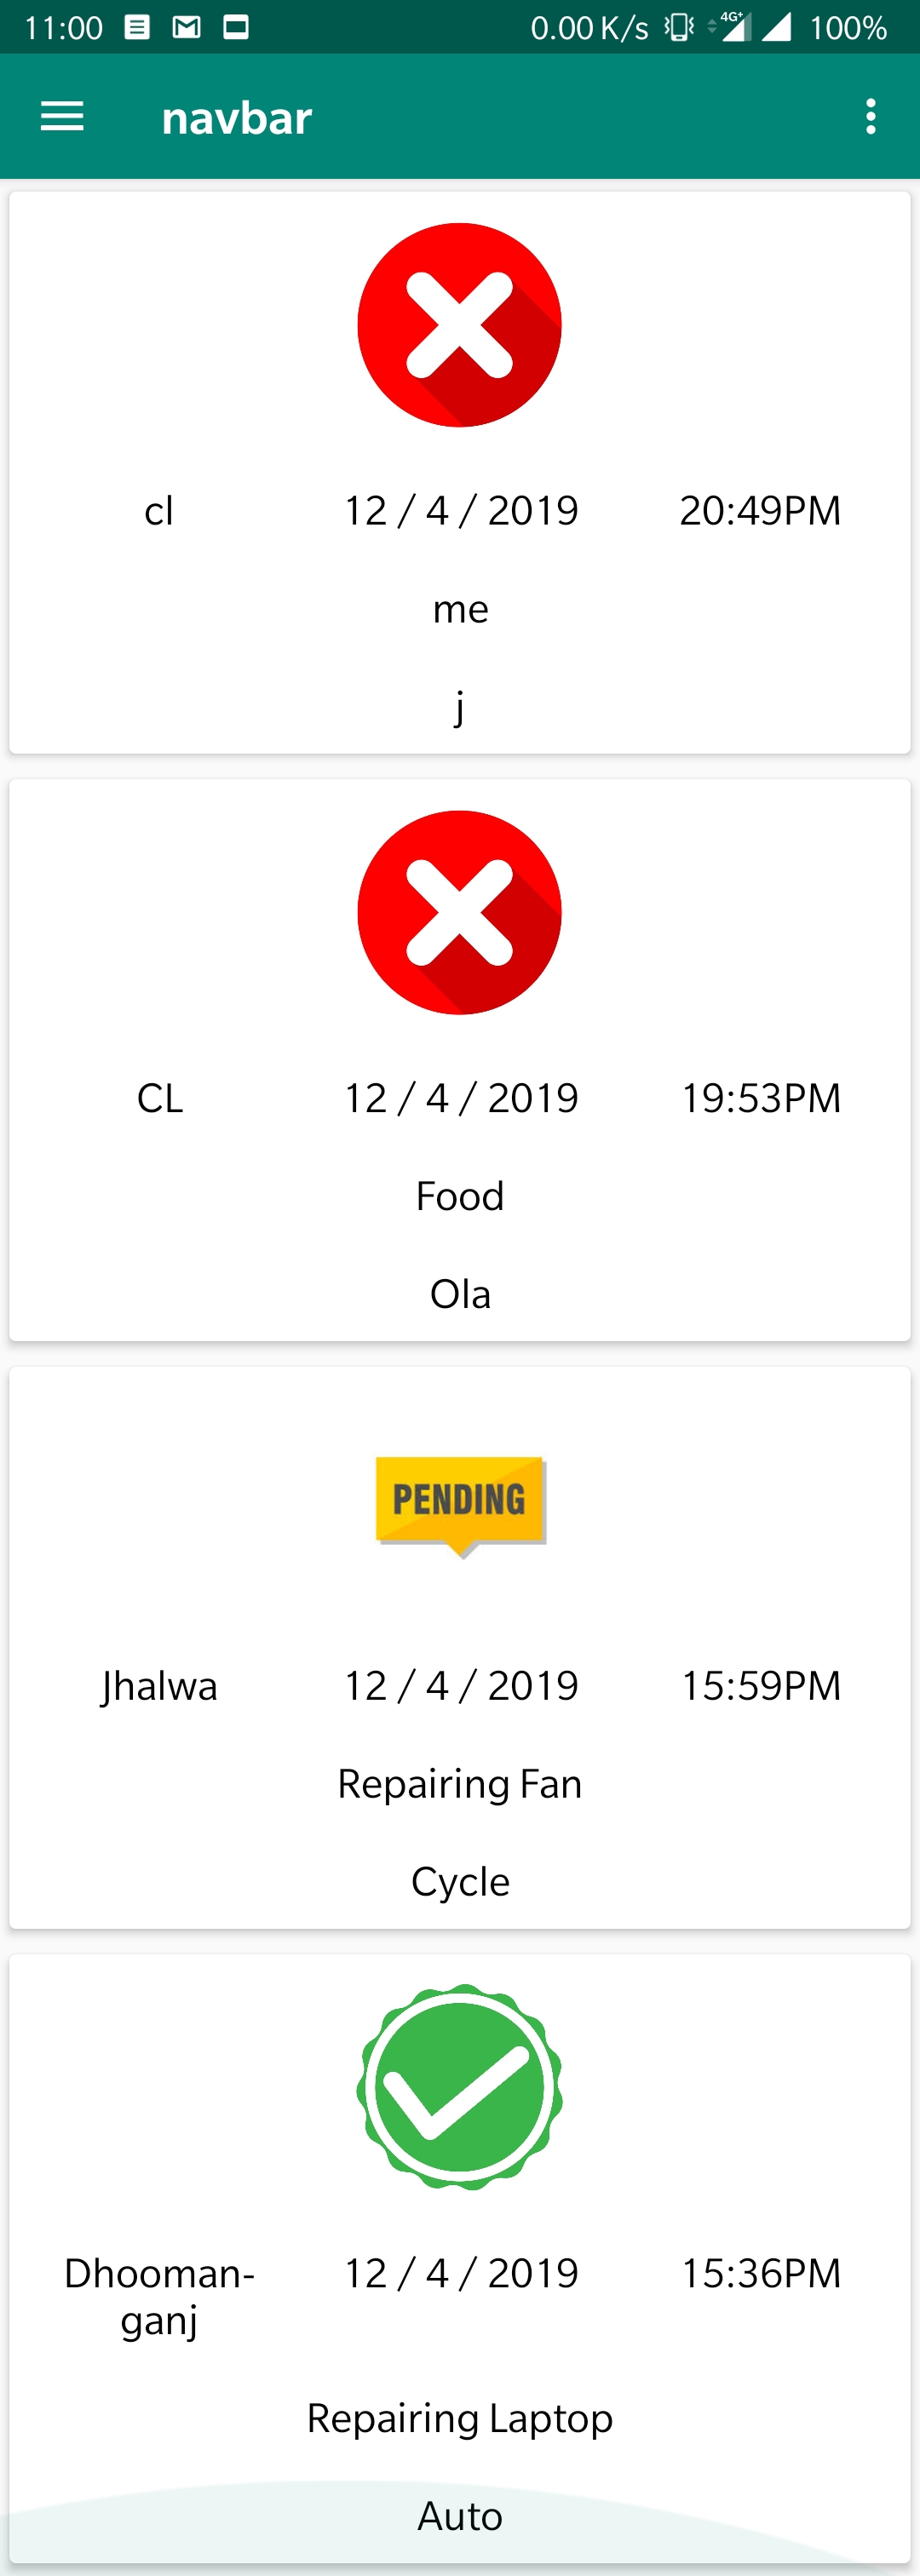 11:00 0.00 K/s 4G+ 100%
navbar
cl 12 / 4 / 2019 20:49PM
me
j
CL 12 / 4 / 2019 19:53PM
Food
Ola
PENDING
Jhalwa 12 / 4 / 2019 15:59PM
Repairing Fan
Cycle
Dhooman- 12 / 4 / 2019 15:36PM
ganj
Repairing Laptop
Auto